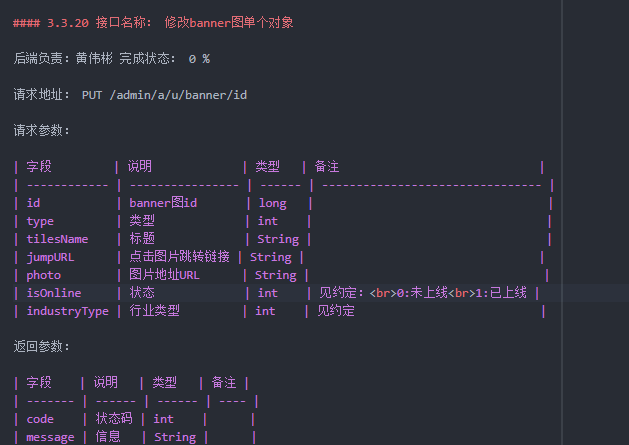 #### 3.3.20 接口名称： 修改banner图单个对象
后端负责：黄伟彬 完成状态： 0 %
请求地址： PUT /admin/a/u/banner/id
请求参数：
| 字段 | 说明 | 类型 | 备注 |
| ------------ | ---------------- | ------ | -------------------------------- |
| id | banner图id | long | |
| type | 类型 | int | |
| tilesName | 标题 | String | |
| jumpURL | 点击图片跳转链接 | String | |
| photo | 图片地址URL | String | |
| isOnline | 状态 | int | 见约定：<br>0:未上线<br>1:已上线 |
| industryType | 行业类型 | int | 见约定 |
返回参数：
| 字段 | 说明 | 类型 | 备注 |
| ------- | ------ | ------ | ---- |
| code | 状态码 | int | |
| message | 信息 | String | |